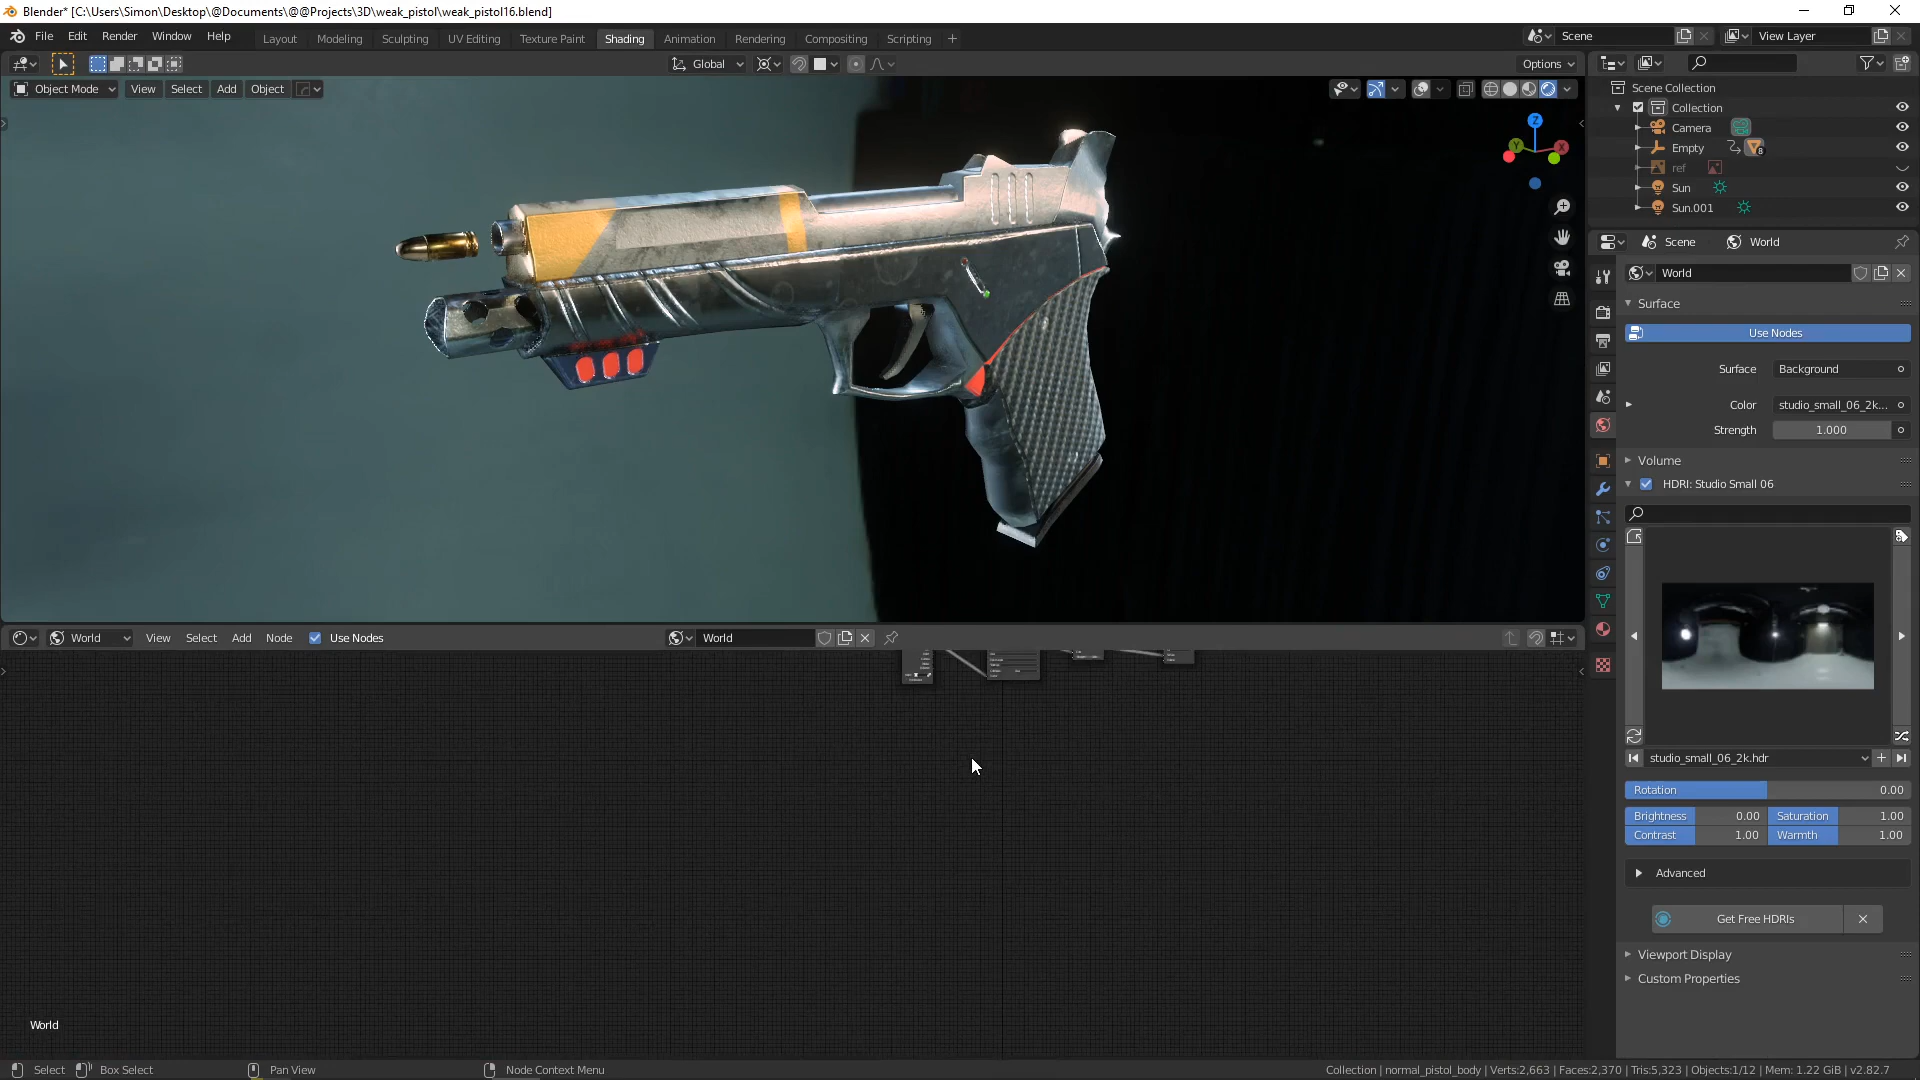 Blender* [C:\Users\Simon\Desktop\@Documents\@@Projects\3D\weak_pistol\weak_pistol16.blend]
File Edit Render Window Help Layout Modeling Sculpting UV Editing Texture Paint Shading Animation Rendering Compositing Scripting +
Scene
View Layer
Global
Options
Object Mode View Select Add Object
Z
Y
X
Scene Collection
Collection
Camera
Empty
8
ref
Sun
Sun.001
Scene World
World
Surface
Use Nodes
Surface Background
Color studio_small_06_2k...
Strength 1.000
Volume
HDRI: Studio Small 06
studio_small_06_2k.hdr
Rotation 0.00
Brightness 0.00 Saturation 1.00
Contrast 1.00 Warmth 1.00
Advanced
Get Free HDRIs
Viewport Display
Custom Properties
World View Select Add Node Use Nodes World
World
Select Box Select Pan View Node Context Menu
Collection | normal_pistol_body | Verts:2,663 | Faces:2,370 | Tris:5,323 | Objects:1/12 | Mem: 1.22 GiB | v2.82.7